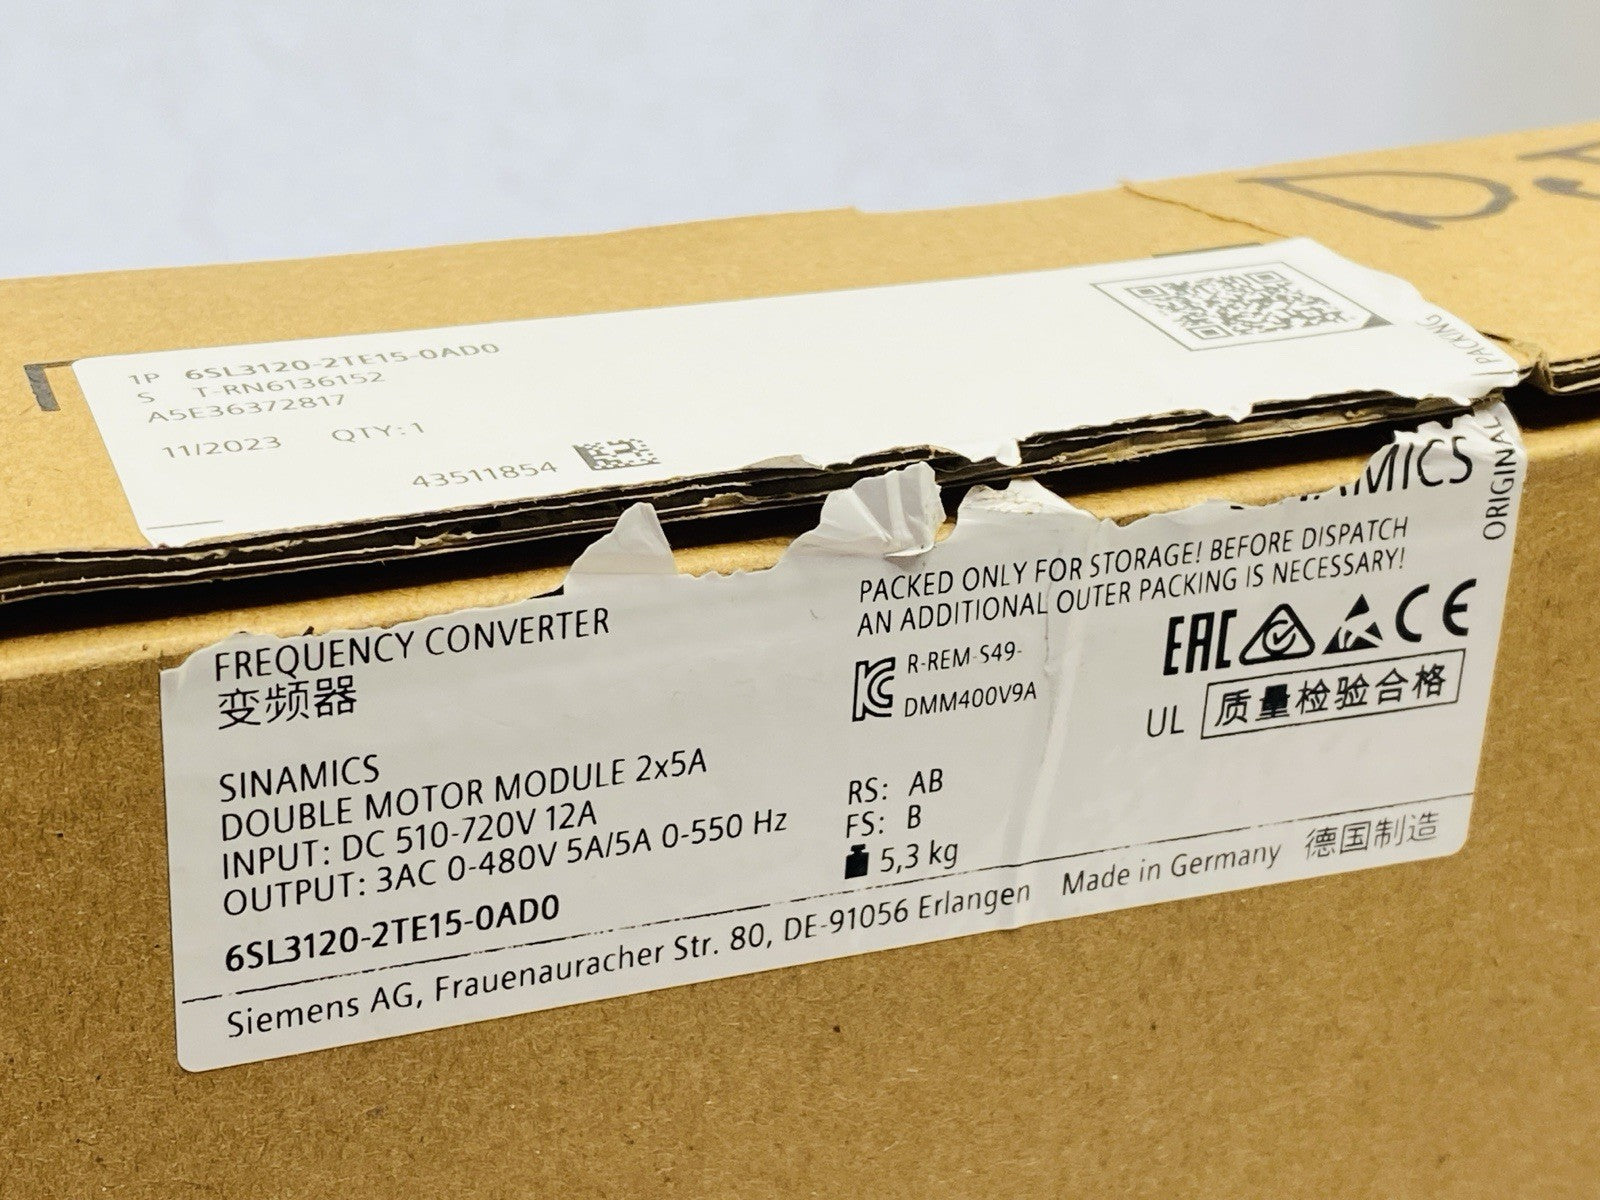 1P 6SL3120-2TE15-0AD0
S T-RN6136152
A5E36372817
11/2023 QTY:1
43511854
ORIGINAL PACKING
FREQUENCY CONVERTER
变频器
SINAMICS
DOUBLE MOTOR MODULE 2x5A
INPUT: DC 510-720V 12A
OUTPUT: 3AC 0-480V 5A/5A 0-550 Hz
6SL3120-2TE15-0AD0
PACKED ONLY FOR STORAGE! BEFORE DISPATCH
AN ADDITIONAL OUTER PACKING IS NECESSARY!
R-REM-S49-
DMM400V9A
EAC CE
UL 质量检验合格
RS: AB
FS: B
5,3 kg
Siemens AG, Frauenauracher Str. 80, DE-91056 Erlangen Made in Germany 德国制造